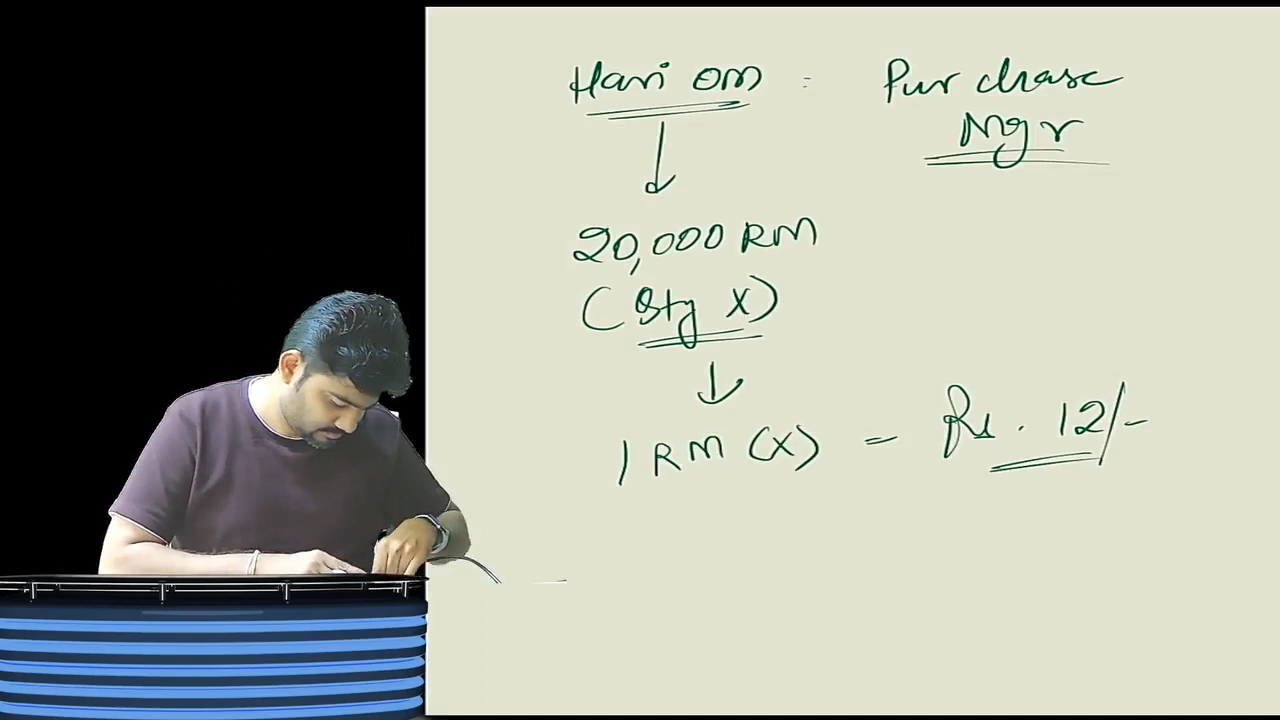 Hari Om : Purchase
Mgr
20,000 RM
(Qty X)
1 RM (X) = Rs. 12/-